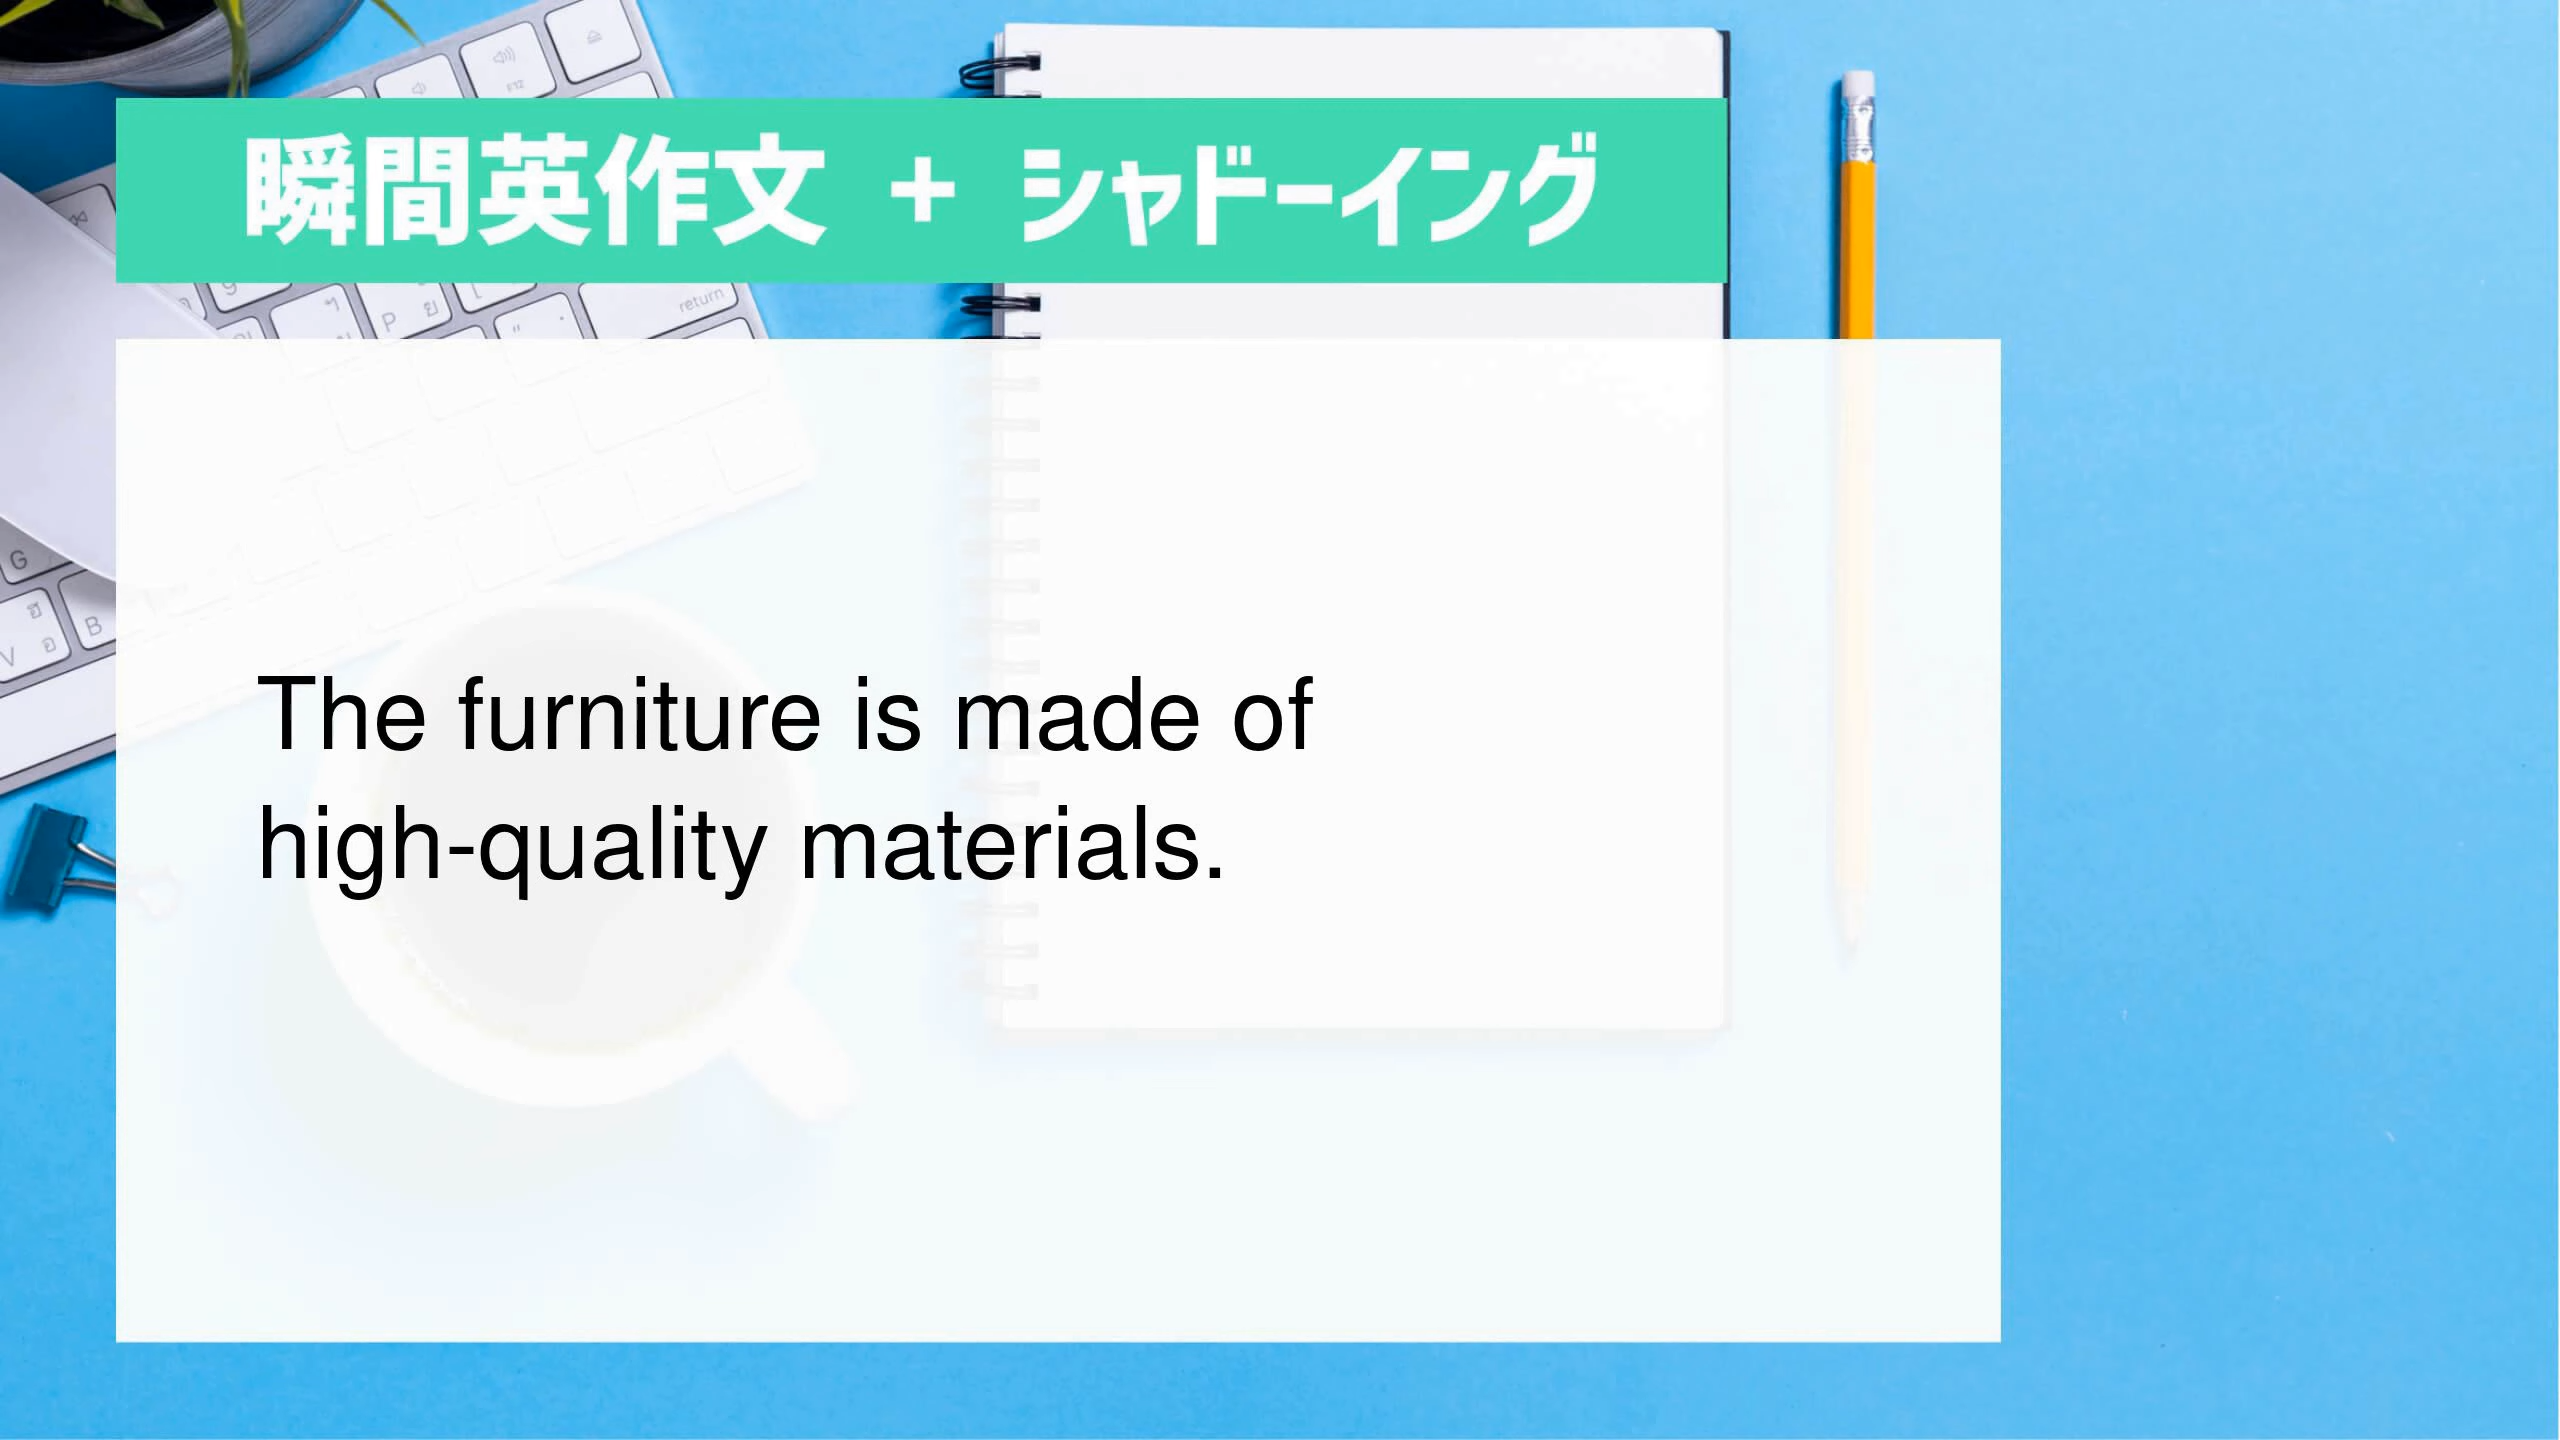 瞬間英作文 + シャドーイング
The furniture is made of
high-quality materials.